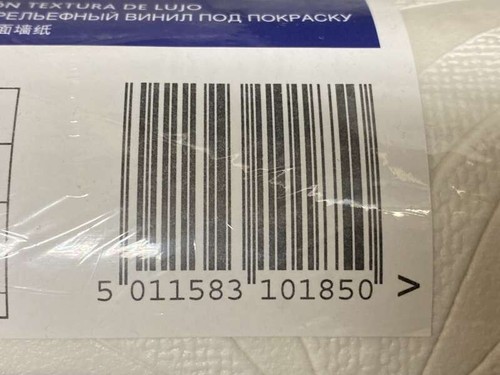 ON TEXTURA DE LUJO
РЕЛЬЕФНЫЙ ВИНИЛ ПОД ПОКРАСКУ
面墙纸
5 011583 101850 >